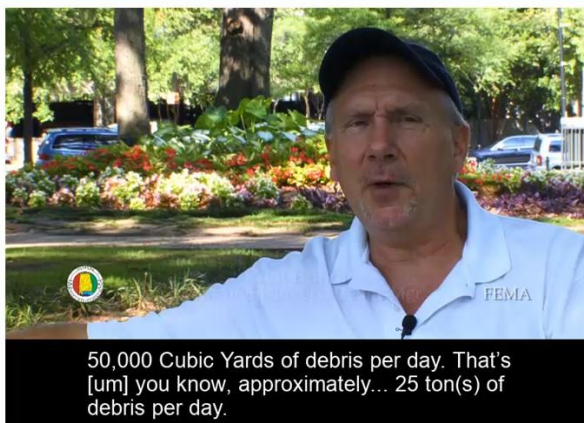 FEMA
50,000 Cubic Yards of debris per day. That's
[um] you know, approximately... 25 ton(s) of
debris per day.